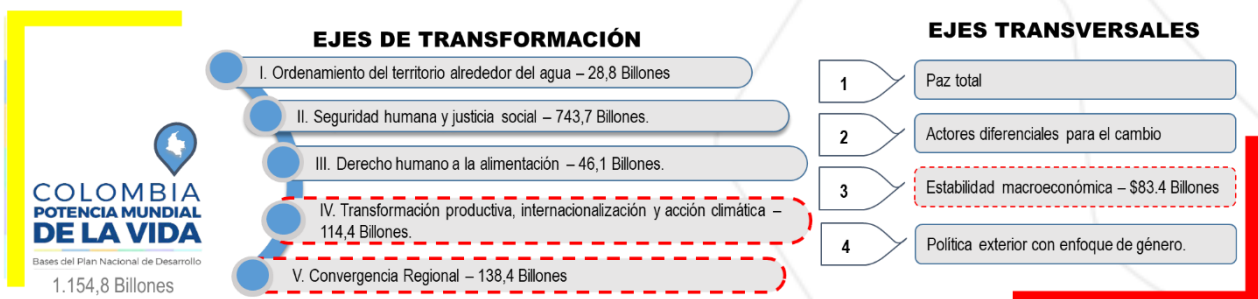 EJES DE TRANSFORMACIÓN
I. Ordenamiento del territorio alrededor del agua – 28,8 Billones
II. Seguridad humana y justicia social – 743,7 Billones.
III. Derecho humano a la alimentación – 46,1 Billones.
IV. Transformación productiva, internacionalización y acción climática –
114,4 Billones.
V. Convergencia Regional – 138,4 Billones
COLOMBIA
POTENCIA MUNDIAL
DE LA VIDA
Bases del Plan Nacional de Desarrollo
1.154,8 Billones
EJES TRANSVERSALES
1 Paz total
2 Actores diferenciales para el cambio
3 Estabilidad macroeconómica – $83.4 Billones
4 Política exterior con enfoque de género.